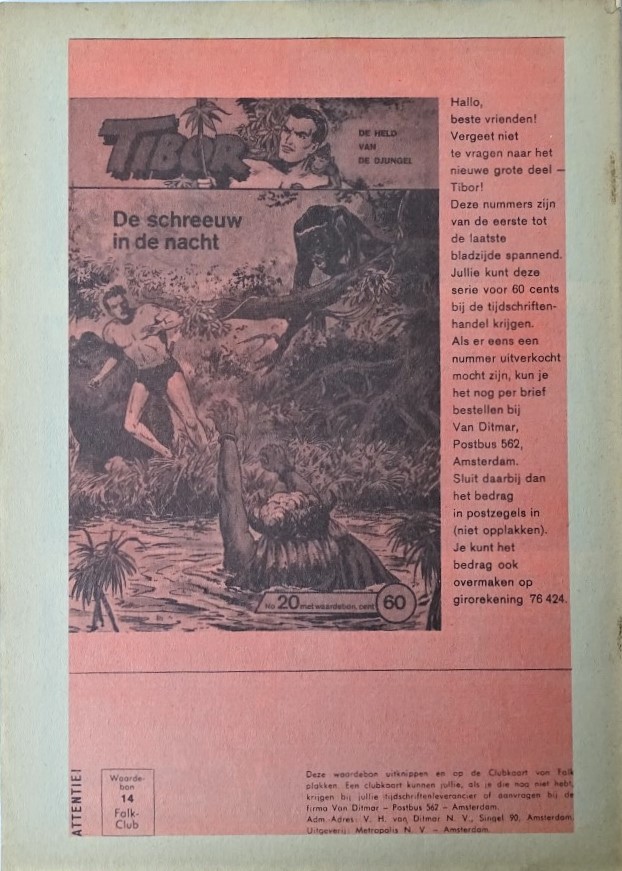 TIBOR
DE HELD
VAN
DE DJUNGEL
De schreeuw
in de nacht
No 20 met waardebon, cent 60
Hallo,
beste vrienden!
Vergeet niet
te vragen naar het
nieuwe grote deel —
Tibor!
Deze nummers zijn
van de eerste tot
de laatste
bladzijde spannend.
Jullie kunt deze
serie voor 60 cents
bij de tijdschriften-
handel krijgen.
Als er eens een
nummer uitverkocht
mocht zijn, kun je
het nog per brief
bestellen bij
Van Ditmar,
Postbus 562,
Amsterdam.
Sluit daarbij dan
het bedrag
in postzegels in
(niet opplakken).
Je kunt het
bedrag ook
overmaken op
girorekening 76 424.
ATTENTIE!
Waarde-
bon
14
Falk-
Club
Deze waardebon uitknippen en op de Clubkaart van Falk
plakken. Een clubkaart kunnen jullie, als je die nog niet hebt,
krijgen bij jullie tijdschriftenleverancier of aanvragen bij de
firma Van Ditmar – Postbus 562 – Amsterdam.
Adm.-Adres: V. H. van Ditmar N. V., Singel 90, Amsterdam.
Uitgeverij: Metropolis N. V. – Amsterdam.